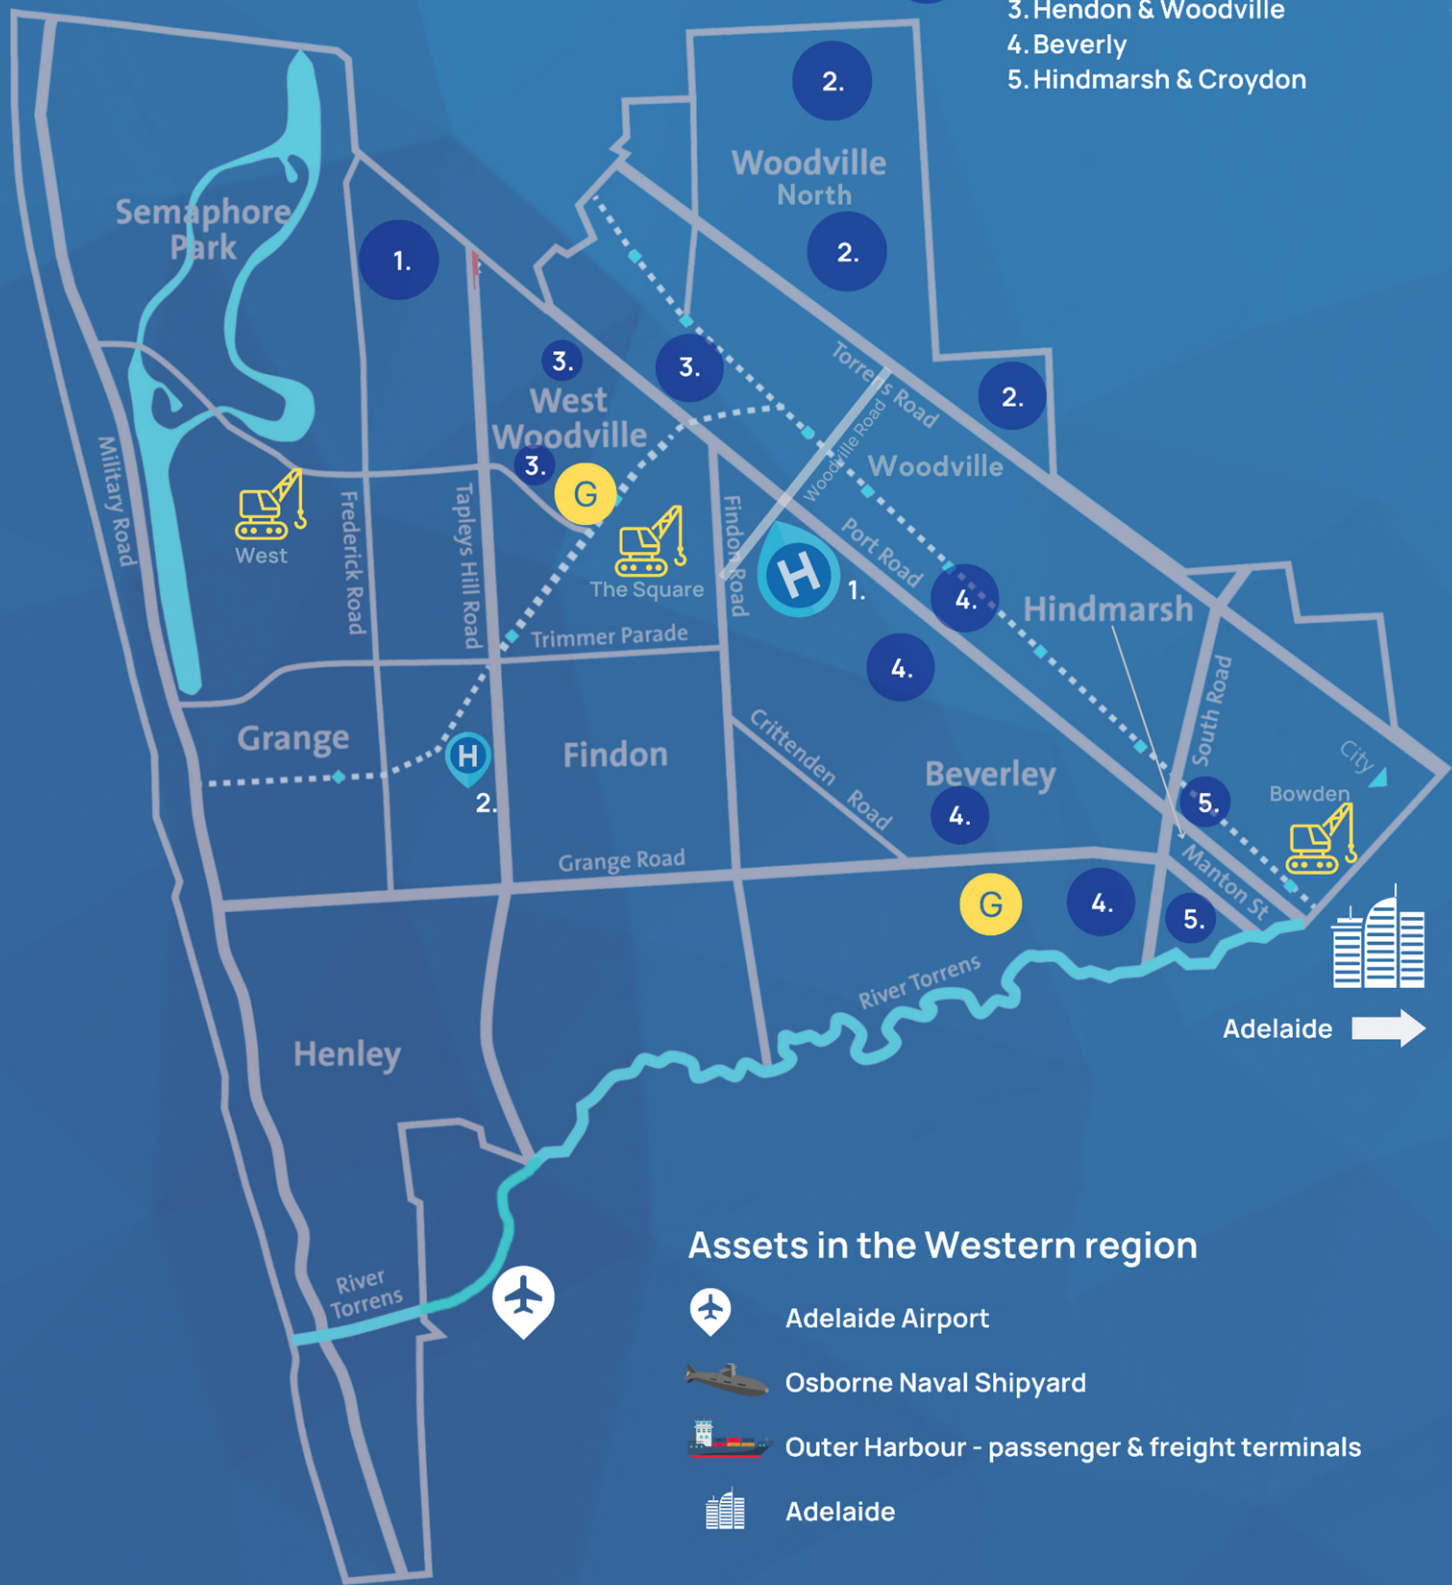 3. Hendon & Woodville
4. Beverly
5. Hindmarsh & Croydon
2.
Woodville
North
2.
Semaphore
Park
1.
3.
3.
West
Woodville
3.
G
2.
Torrens Road
Woodville Road
Woodville
Military Road
West
Frederick Road
Tapleys Hill Road
The Square
Findon Road
Port Road
H
1.
4.
Hindmarsh
4.
Trimmer Parade
South Road
Grange
H
2.
Findon
Crittenden Road
Beverley
4.
City
5.
Bowden
Grange Road
Manton St
G
4.
5.
River Torrens
Adelaide
Henley
River
Torrens
Assets in the Western region
Adelaide Airport
Osborne Naval Shipyard
Outer Harbour - passenger & freight terminals
Adelaide